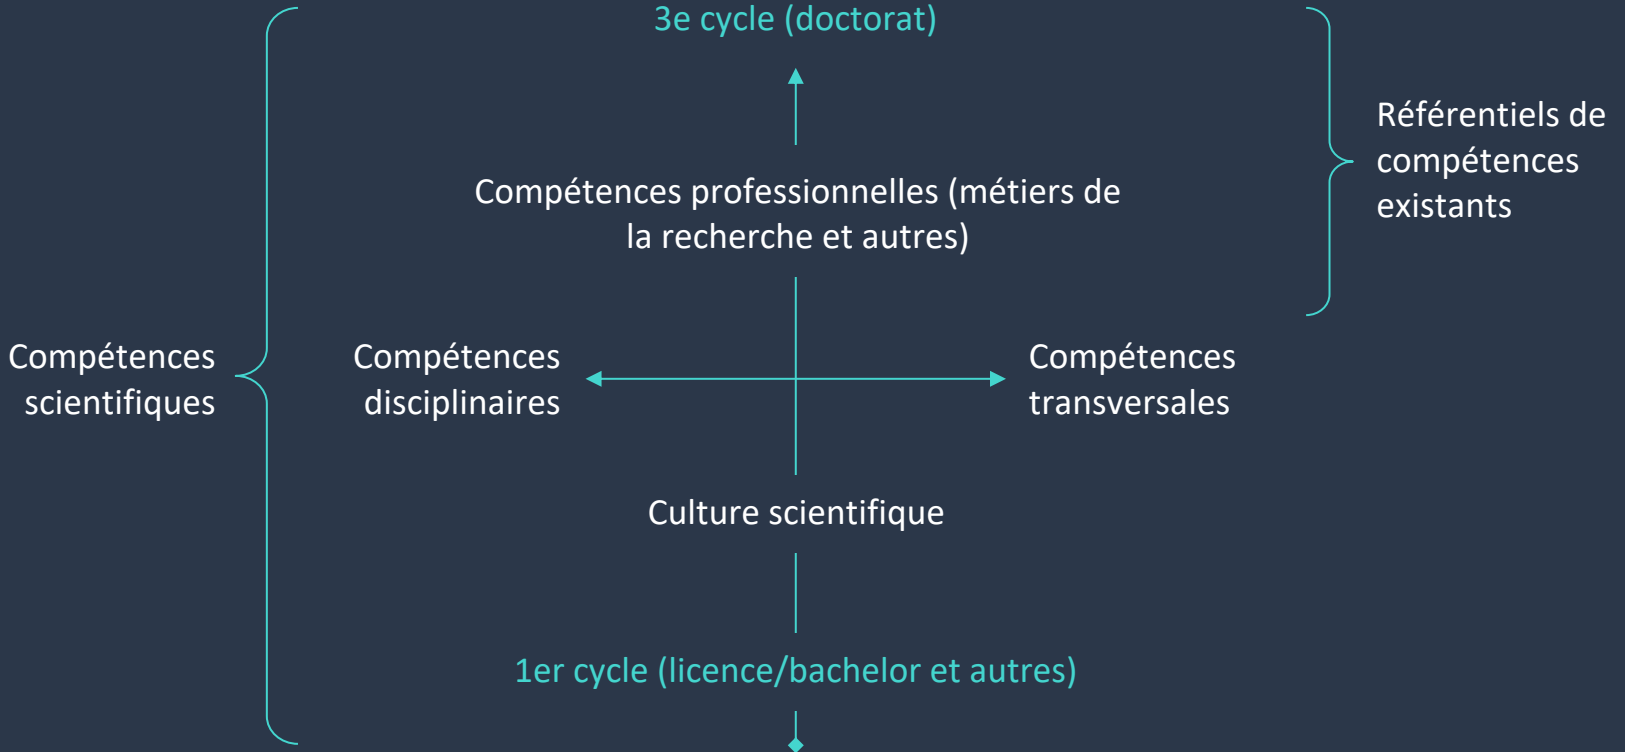 3e cycle (doctorat)
Référentiels de
compétences
existants
Compétences professionnelles (métiers de
la recherche et autres)
Compétences
scientifiques
Compétences
disciplinaires
Compétences
transversales
Culture scientifique
1er cycle (licence/bachelor et autres)